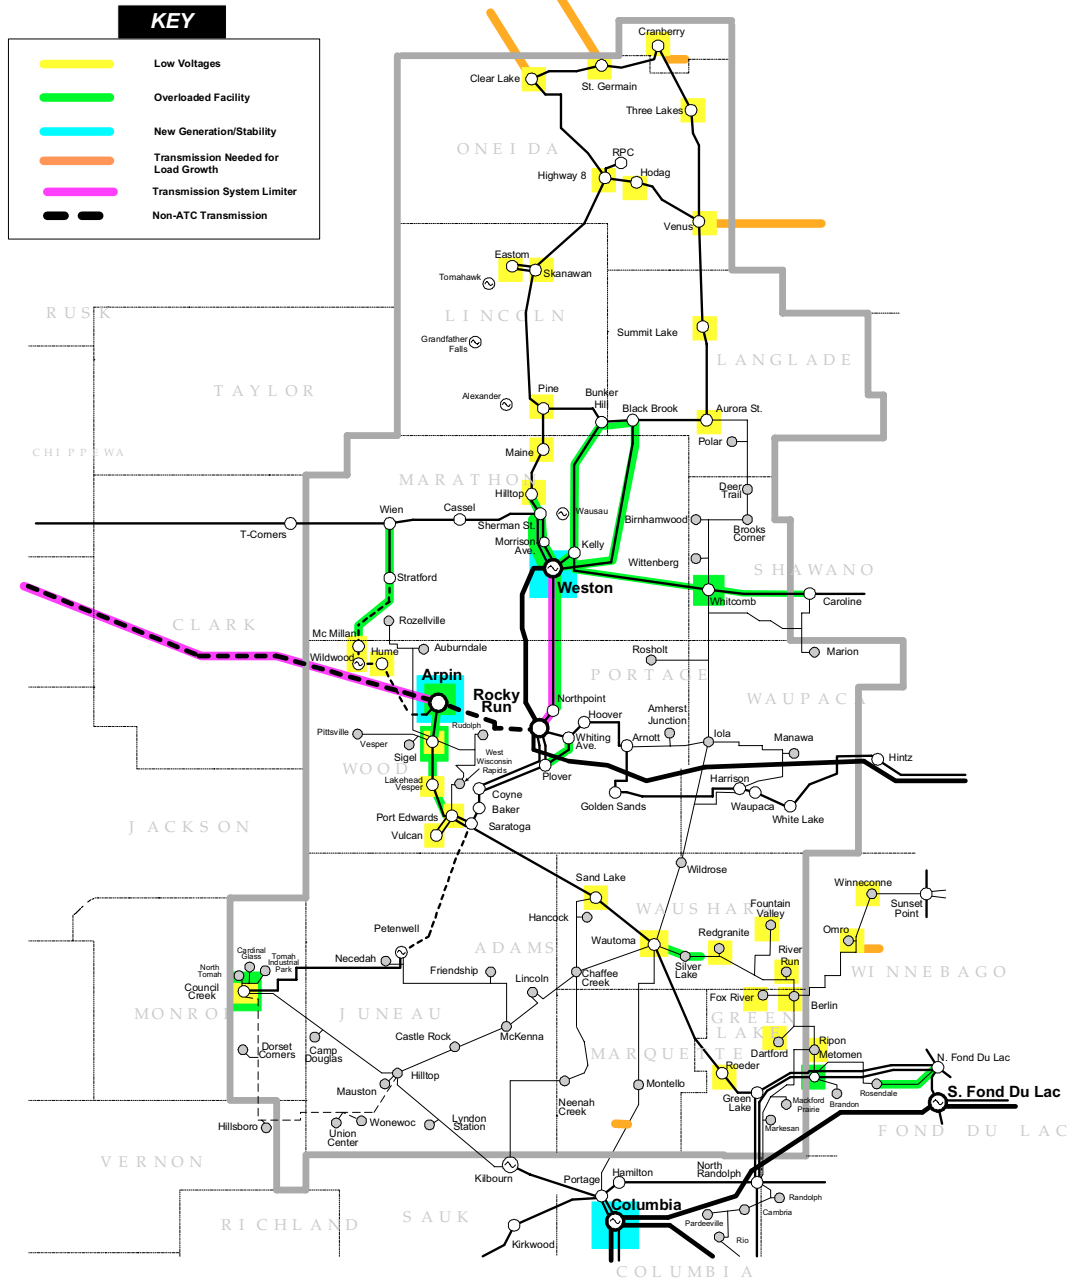 KEY
Low Voltages
Overloaded Facility
New Generation/Stability
Transmission Needed for
Load Growth
Transmission System Limiter
Non-ATC Transmission
Cranberry
Clear Lake
St. Germain
Three Lakes
ONEIDA
RPC
Highway 8
Hodag
Venus
Eastom
Skanawan
Tomahawk
RUSK
LINCOLN
Summit Lake
Grandfather
Falls
LANGLADE
TAYLOR
Pine
Bunker
Hill
Alexander
Black Brook
Aurora St.
Polar
CHIPPEWA
Maine
MARATHON
Hilltop
Deer
Trail
Wien
Cassel
Sherman St.
Wausau
Birnhamwood
Brooks
Corner
T-Corners
Morrison
Ave.
Kelly
Wittenberg
SHAWANO
Stratford
Weston
Whitcomb
Caroline
CLARK
Rozellville
Mc Millan
Auburndale
Marion
Wildwood
Hume
Rosholt
PORTAGE
Arpin
WAUPACA
Rocky
Run
Northpoint
Hoover
Amherst
Junction
Pittsville
Vesper
Rudolph
Sigel
West
Wisconsin
Rapids
Whiting
Ave.
Arnott
Iola
Manawa
Hintz
WOOD
Lakehead
Vesper
Plover
Harrison
Coyne
Golden Sands
Waupaca
Baker
White Lake
Port Edwards
Saratoga
Vulcan
JACKSON
Wildrose
Sand Lake
Winneconne
Hancock
WAUSHARA
Fountain
Valley
Sunset
Point
Petenwell
ADAMS
Wautoma
Redgranite
Omro
River
Run
Cardinal
Glass
Tomah
Industrial
Park
North
Tomah
Necedah
Friendship
Lincoln
Chaffee
Creek
Silver
Lake
WINNEBAGO
Council
Creek
Fox River
Berlin
MONROE
JUNEAU
GREEN
LAKE
McKenna
Castle Rock
Camp
Douglas
Dorset
Corners
MARQUETTE
Dartford
Ripon
Metomen
N. Fond Du Lac
Hilltop
Mauston
Montello
Roeder
Rosendale
S. Fond Du Lac
Green
Lake
Mackford
Prairie
Brandon
Neenah
Creek
Lyndon
Station
Hillsboro
Union
Center
Wonewoc
Markesan
FOND DU LAC
VERNON
Kilbourn
Portage
Hamilton
North
Randolph
Randolph
Columbia
Cambria
Pardeeville
Rio
RICHLAND
SAUK
Kirkwood
COLUMBIA